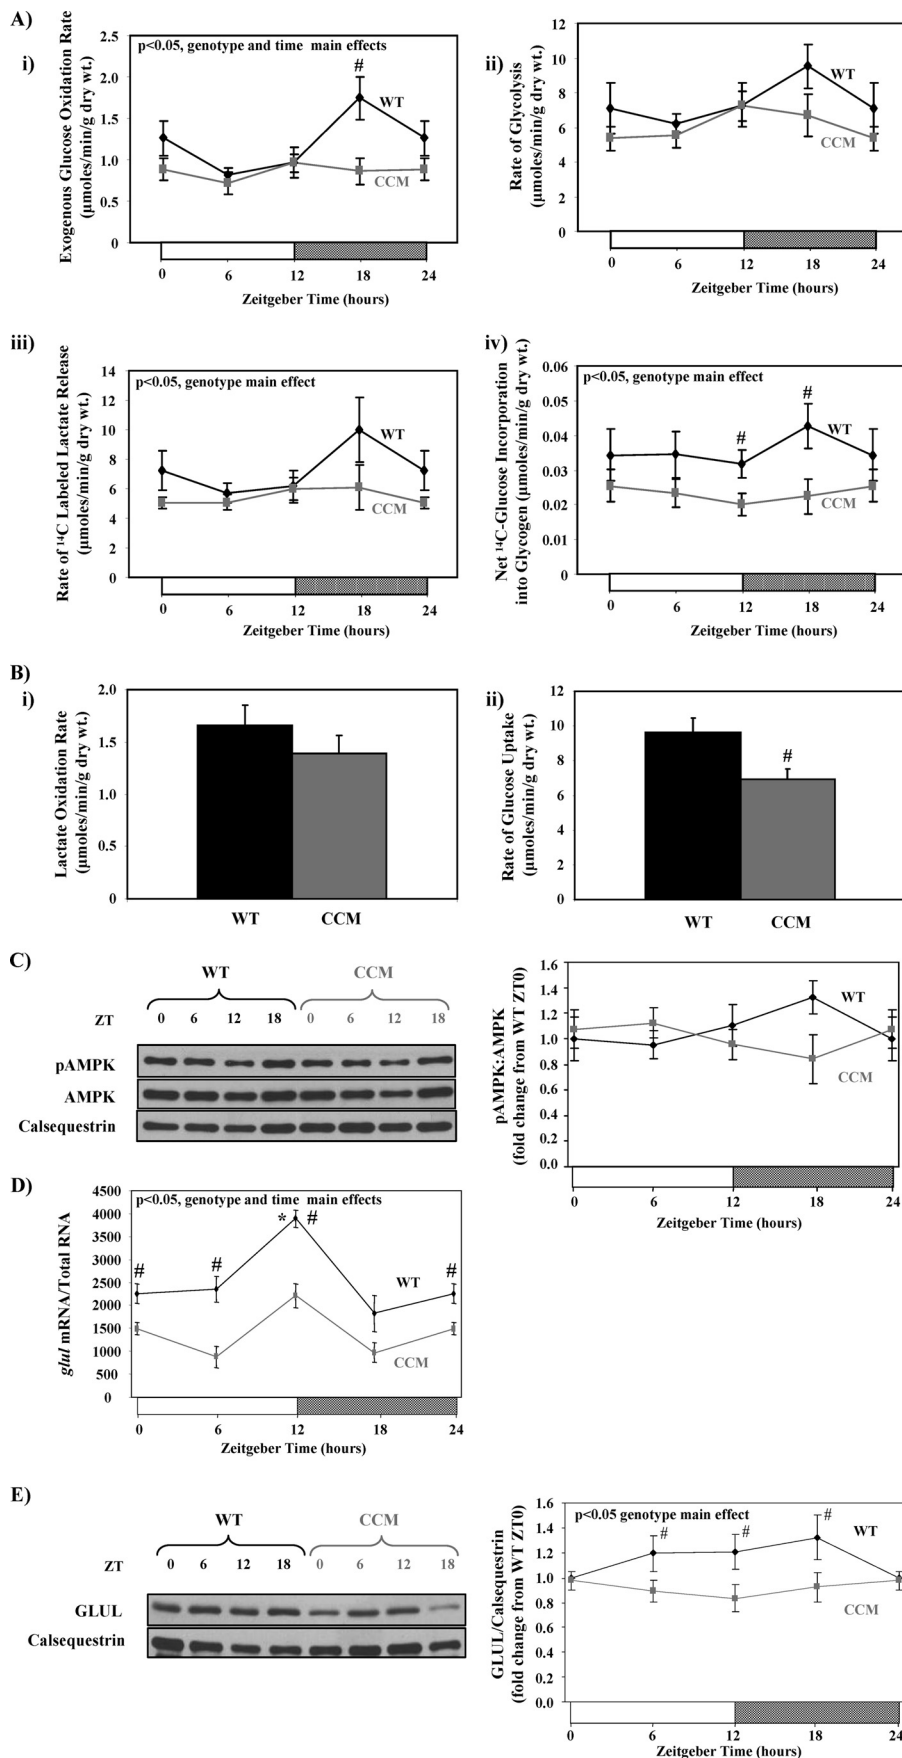 A)
i)
Exogenous Glucose Oxidation Rate
(µmoles/min/g dry wt.)
2.5
2.0
1.5
1.0
0.5
0
p<0.05, genotype and time main effects
#
WT
CCM
0 6 12 18 24
Zeitgeber Time (hours)
ii)
Rate of Glycolysis
(µmoles/min/g dry wt.)
12
10
8
6
4
2
0
WT
CCM
0 6 12 18 24
Zeitgeber Time (hours)
iii)
Rate of ¹⁴C Labeled Lactate Release
(µmoles/min/g dry wt.)
14
12
10
8
6
4
2
0
p<0.05, genotype main effect
WT
CCM
0 6 12 18 24
Zeitgeber Time (hours)
iv)
Net ¹⁴C-Glucose Incorporation
into Glycogen (µmoles/min/g dry wt.)
0.06
0.05
0.04
0.03
0.02
0.01
0
p<0.05, genotype main effect
# #
WT
CCM
0 6 12 18 24
Zeitgeber Time (hours)
B)
i)
Lactate Oxidation Rate
(µmoles/min/g dry wt.)
2.0
1.5
1.0
0.5
0
WT CCM
ii)
Rate of Glucose Uptake
(µmoles/min/g dry wt.)
12
10
8
6
4
2
0
#
WT CCM
C)
WT CCM
ZT 0 6 12 18 0 6 12 18
pAMPK
AMPK
Calsequestrin
pAMPK:AMPK
(fold change from WT ZT0)
1.6
1.4
1.2
1.0
0.8
0.6
0.4
0.2
0.0
WT
CCM
0 6 12 18 24
Zeitgeber Time (hours)
D)
glul mRNA/Total RNA
4500
4000
3500
3000
2500
2000
1500
1000
500
0
p<0.05, genotype and time main effects
# # * # #
WT
CCM
0 6 12 18 24
Zeitgeber Time (hours)
E)
WT CCM
ZT 0 6 12 18 0 6 12 18
GLUL
Calsequestrin
GLUL/Calsequestrin
(fold change from WT ZT0)
1.6
1.4
1.2
1.0
0.8
0.6
0.4
0.2
0.0
p<0.05 genotype main effect
# # #
WT
CCM
0 6 12 18 24
Zeitgeber Time (hours)